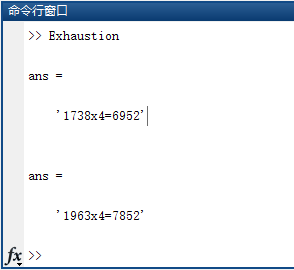 命令行窗口
>> Exhaustion
ans =
'1738x4=6952'
ans =
'1963x4=7852'
fx >>